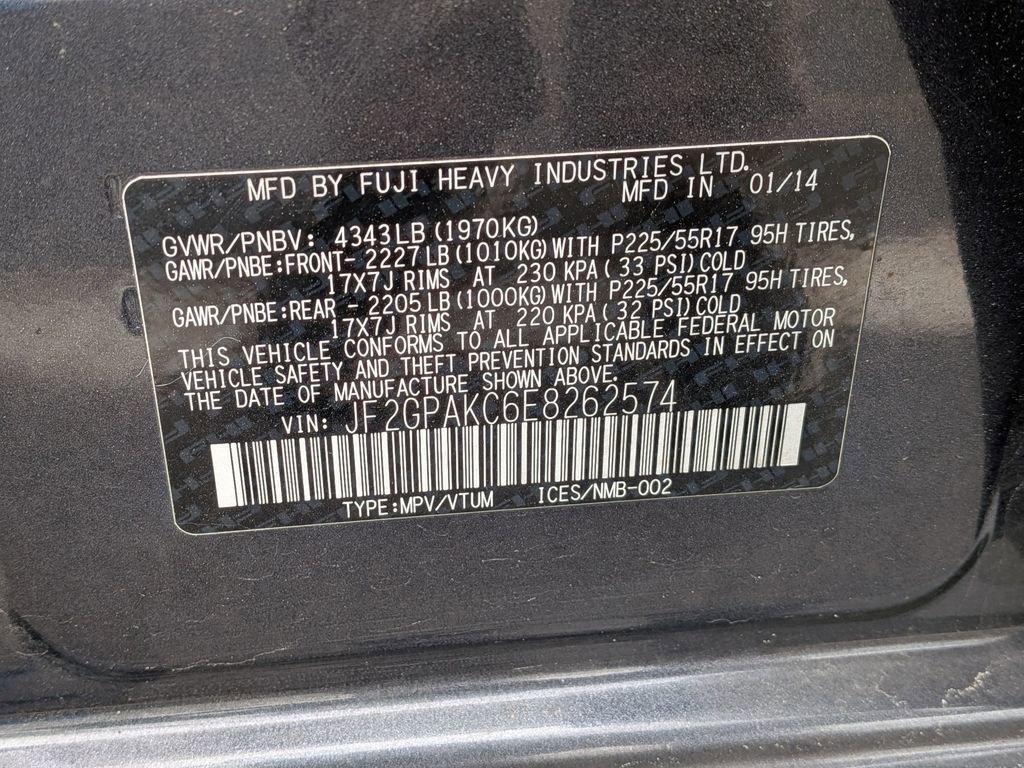 MFD BY FUJI HEAVY INDUSTRIES LTD.
MFD IN 01/14
GVWR/PNBV: 4343LB(1970KG)
GAWR/PNBE:FRONT- 2227LB(1010KG)WITH P225/55R17 95H TIRES,
17X7J RIMS AT 230 KPA( 33 PSI)COLD
GAWR/PNBE:REAR - 2205LB(1000KG)WITH P225/55R17 95H TIRES,
17X7J RIMS AT 220 KPA( 32 PSI)COLD
THIS VEHICLE CONFORMS TO ALL APPLICABLE FEDERAL MOTOR
VEHICLE SAFETY AND THEFT PREVENTION STANDARDS IN EFFECT ON
THE DATE OF MANUFACTURE SHOWN ABOVE.
VIN: JF2GPAKC6E8262574
TYPE:MPV/VTUM ICES/NMB-002